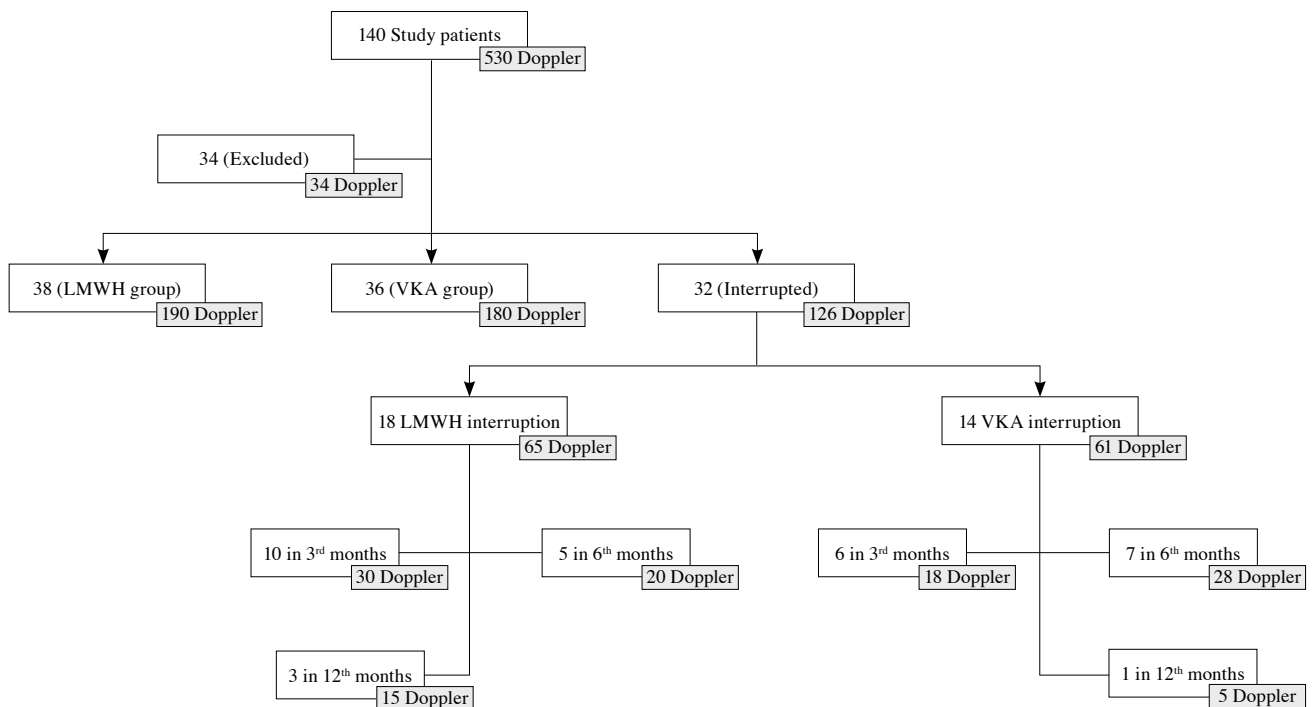 140 Study patients
530 Doppler
34 (Excluded)
34 Doppler
38 (LMWH group)
190 Doppler
36 (VKA group)
180 Doppler
32 (Interrupted)
126 Doppler
18 LMWH interruption
65 Doppler
14 VKA interruption
61 Doppler
10 in 3rd months
30 Doppler
5 in 6th months
20 Doppler
6 in 3rd months
18 Doppler
7 in 6th months
28 Doppler
3 in 12th months
15 Doppler
1 in 12th months
5 Doppler